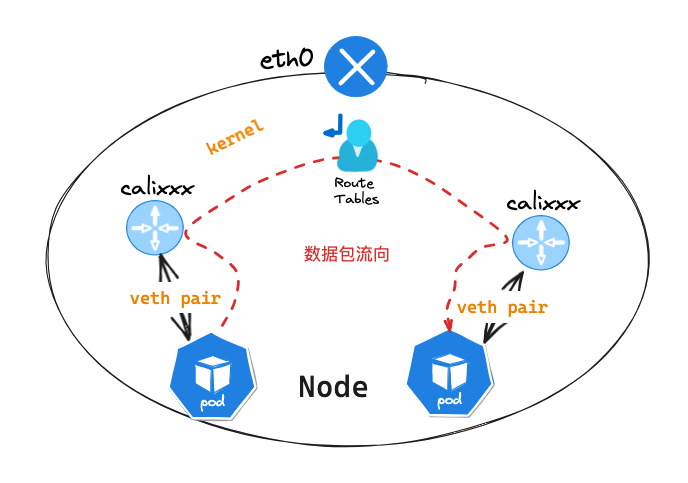 eth0
kernel
Route
Tables
calixxx
calixxx
数据包流向
veth pair
veth pair
Node
pod
pod